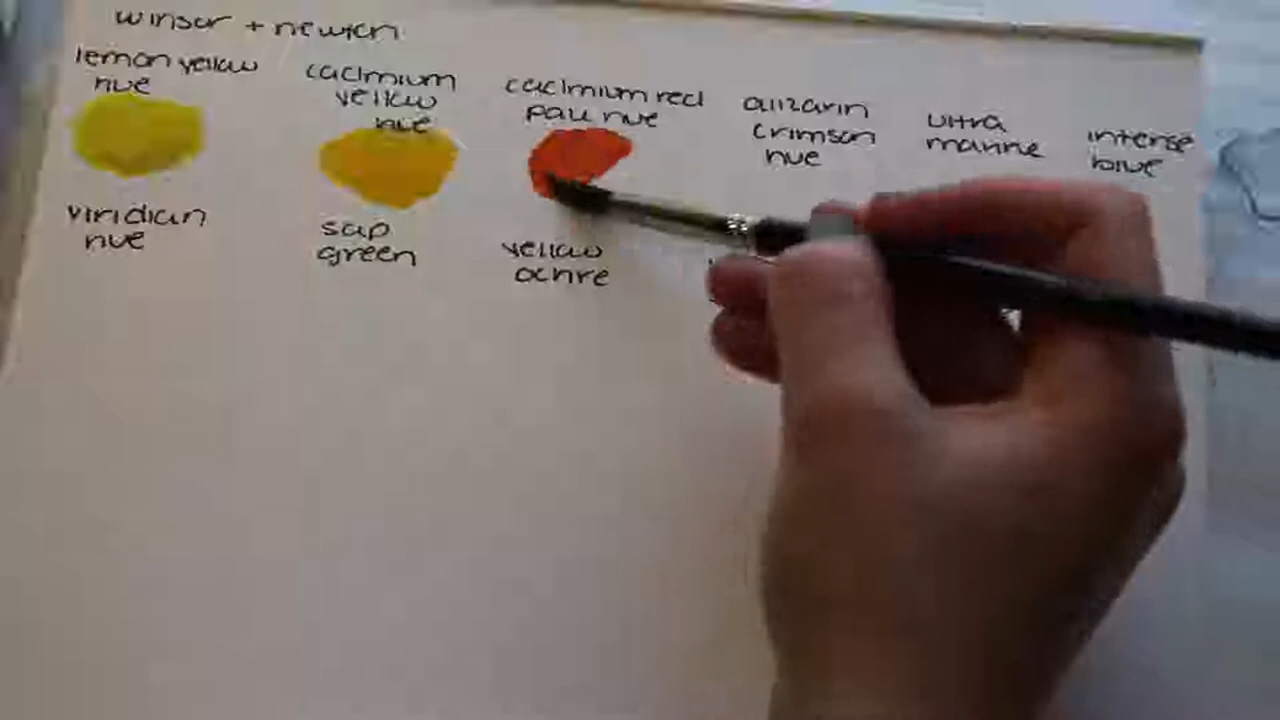 winsor + newton
lemon yellow
hue
cadmium
yellow
hue
cadmium red
pale hue
alizarin
crimson
hue
ultra
marine
intense
blue
viridian
hue
sap
green
yellow
ochre